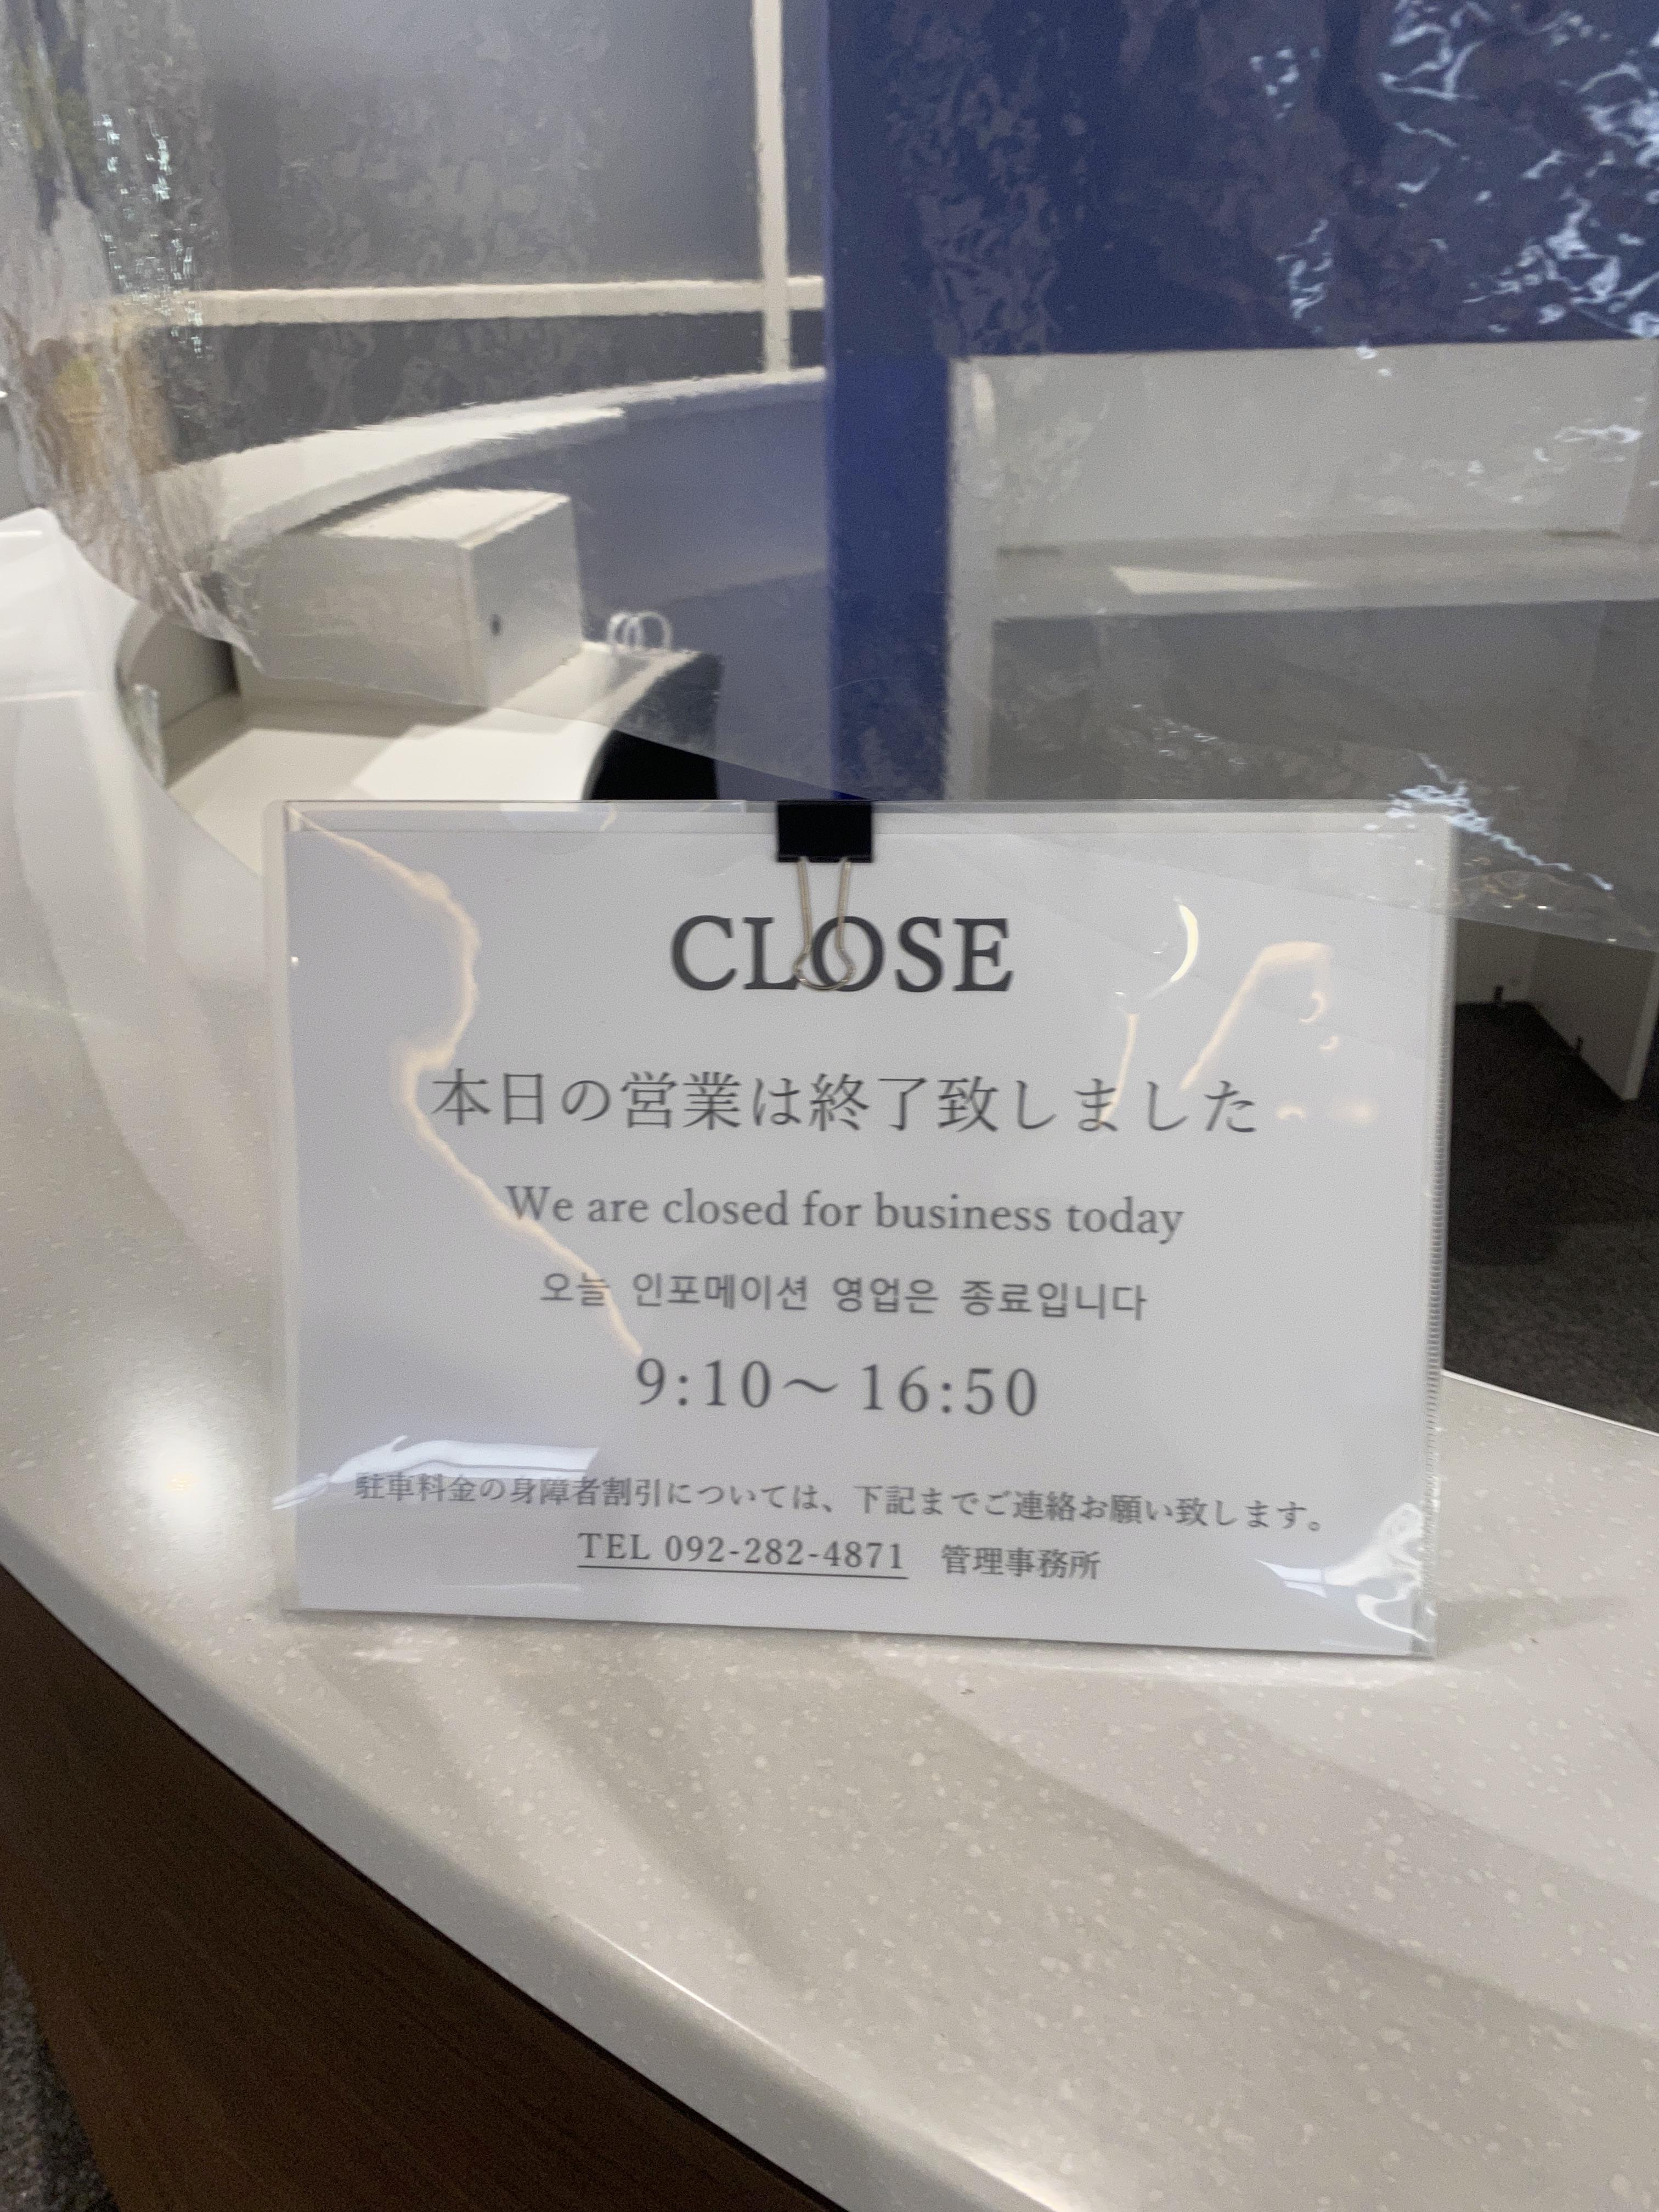 CLOSE
本日の営業は終了致しました
We are closed for business today
오늘 인포메이션 영업은 종료입니다
9:10～16:50
駐車料金の身障者割引については、下記までご連絡お願い致します。
TEL 092-282-4871　管理事務所